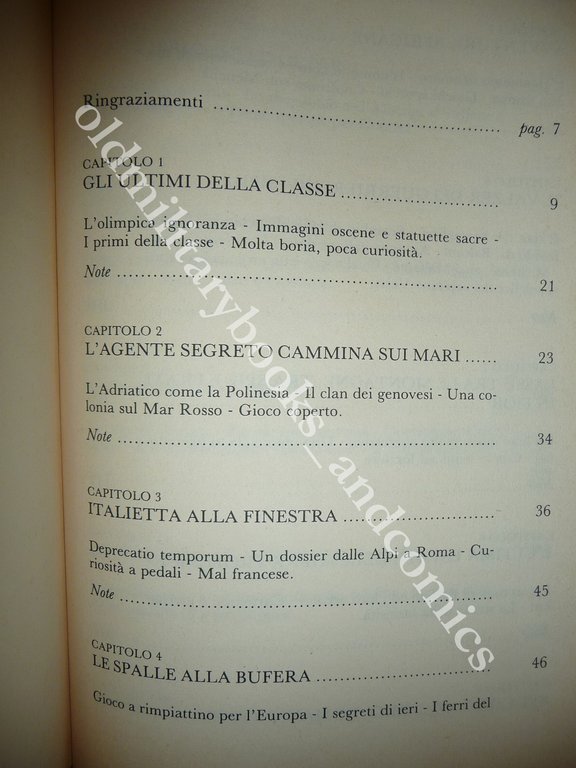 Ringraziamenti .......................................... pag. 7
CAPITOLO 1
GLI ULTIMI DELLA CLASSE ........................ 9
L'olimpica ignoranza - Immagini oscene e statuette sacre -
I primi della classe - Molta boria, poca curiosità.
Note ........................................................... 21
CAPITOLO 2
L'AGENTE SEGRETO CAMMINA SUI MARI ...... 23
L'Adriatico come la Polinesia - Il clan dei genovesi - Una co-
lonia sul Mar Rosso - Gioco coperto.
Note ........................................................... 34
CAPITOLO 3
ITALIETTA ALLA FINESTRA ........................ 36
Deprecatio temporum - Un dossier dalle Alpi a Roma - Cu-
riosità a pedali - Mal francese.
Note ........................................................... 45
CAPITOLO 4
LE SPALLE ALLA BUFERA ............................ 46
Gioco a rimpiattino per l'Europa - I segreti di ieri - I ferri del
oldmilitarybooks_andcomics